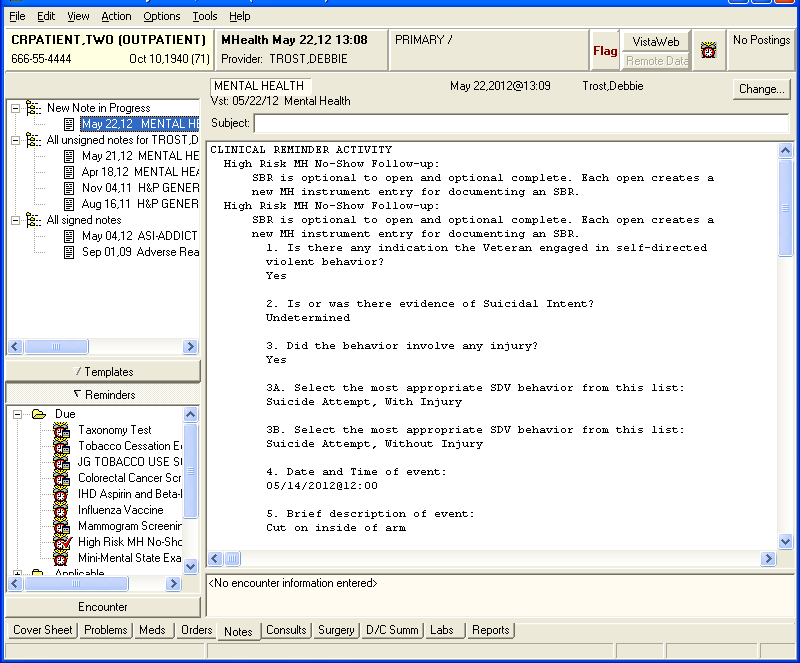 File Edit View Action Options Tools Help
CRPATIENT,TWO (OUTPATIENT)
666-55-4444 Oct 10,1940 (71)
MHealth May 22,12 13:08
Provider: TROST,DEBBIE
PRIMARY /
Flag
VistaWeb
Remote Data
No Postings
MENTAL HEALTH May 22,2012@13:09 Trost,Debbie
Vst: 05/22/12 Mental Health
Change...
Subject:
New Note in Progress
May 22,12 MENTAL HE
All unsigned notes for TROST,D
May 21,12 MENTAL HE
Apr 18,12 MENTAL HEA
Nov 04,11 H&P GENER
Aug 16,11 H&P GENER
All signed notes
May 04,12 ASI-ADDICT
Sep 01,09 Adverse Rea
Templates
Reminders
Due
Taxonomy Test
Tobacco Cessation E
JG TOBACCO USE S
Colorectal Cancer Scr
IHD Aspirin and Beta-
Influenza Vaccine
Mammogram Screenin
High Risk MH No-Sho
Mini-Mental State Exa
Applicable
Encounter
CLINICAL REMINDER ACTIVITY
High Risk MH No-Show Follow-up:
SBR is optional to open and optional complete. Each open creates a
new MH instrument entry for documenting an SBR.
High Risk MH No-Show Follow-up:
SBR is optional to open and optional complete. Each open creates a
new MH instrument entry for documenting an SBR.
1. Is there any indication the Veteran engaged in self-directed
violent behavior?
Yes
2. Is or was there evidence of Suicidal Intent?
Undetermined
3. Did the behavior involve any injury?
Yes
3A. Select the most appropriate SDV behavior from this list:
Suicide Attempt, With Injury
3B. Select the most appropriate SDV behavior from this list:
Suicide Attempt, Without Injury
4. Date and Time of event:
05/14/2012@12:00
5. Brief description of event:
Cut on inside of arm
<No encounter information entered>
Cover Sheet Problems Meds Orders Notes Consults Surgery D/C Summ Labs Reports